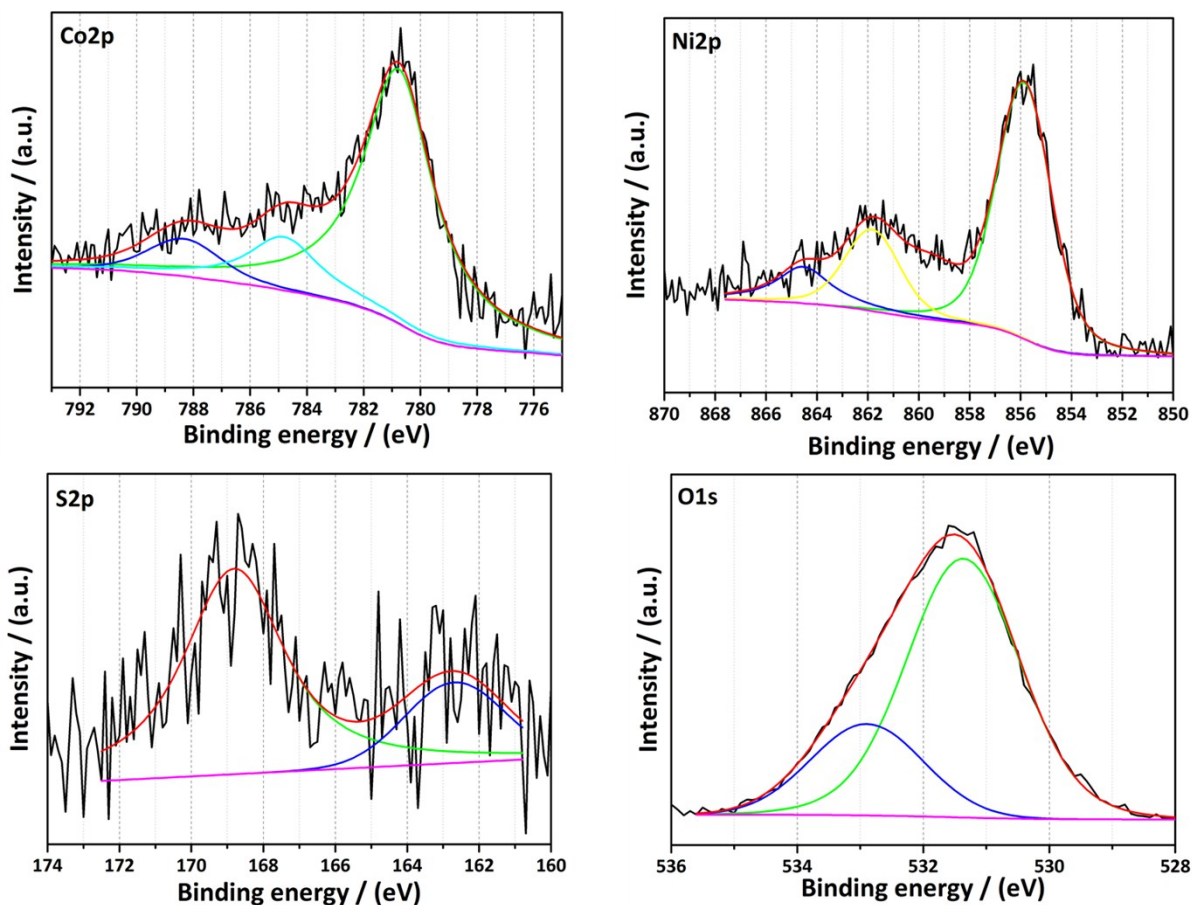 Co2p
Intensity / (a.u.)
792 790 788 786 784 782 780 778 776
Binding energy / (eV)
Ni2p
Intensity / (a.u.)
870 868 866 864 862 860 858 856 854 852 850
Binding energy / (eV)
S2p
Intensity / (a.u.)
174 172 170 168 166 164 162 160
Binding energy / (eV)
O1s
Intensity / (a.u.)
536 534 532 530 528
Binding energy / (eV)